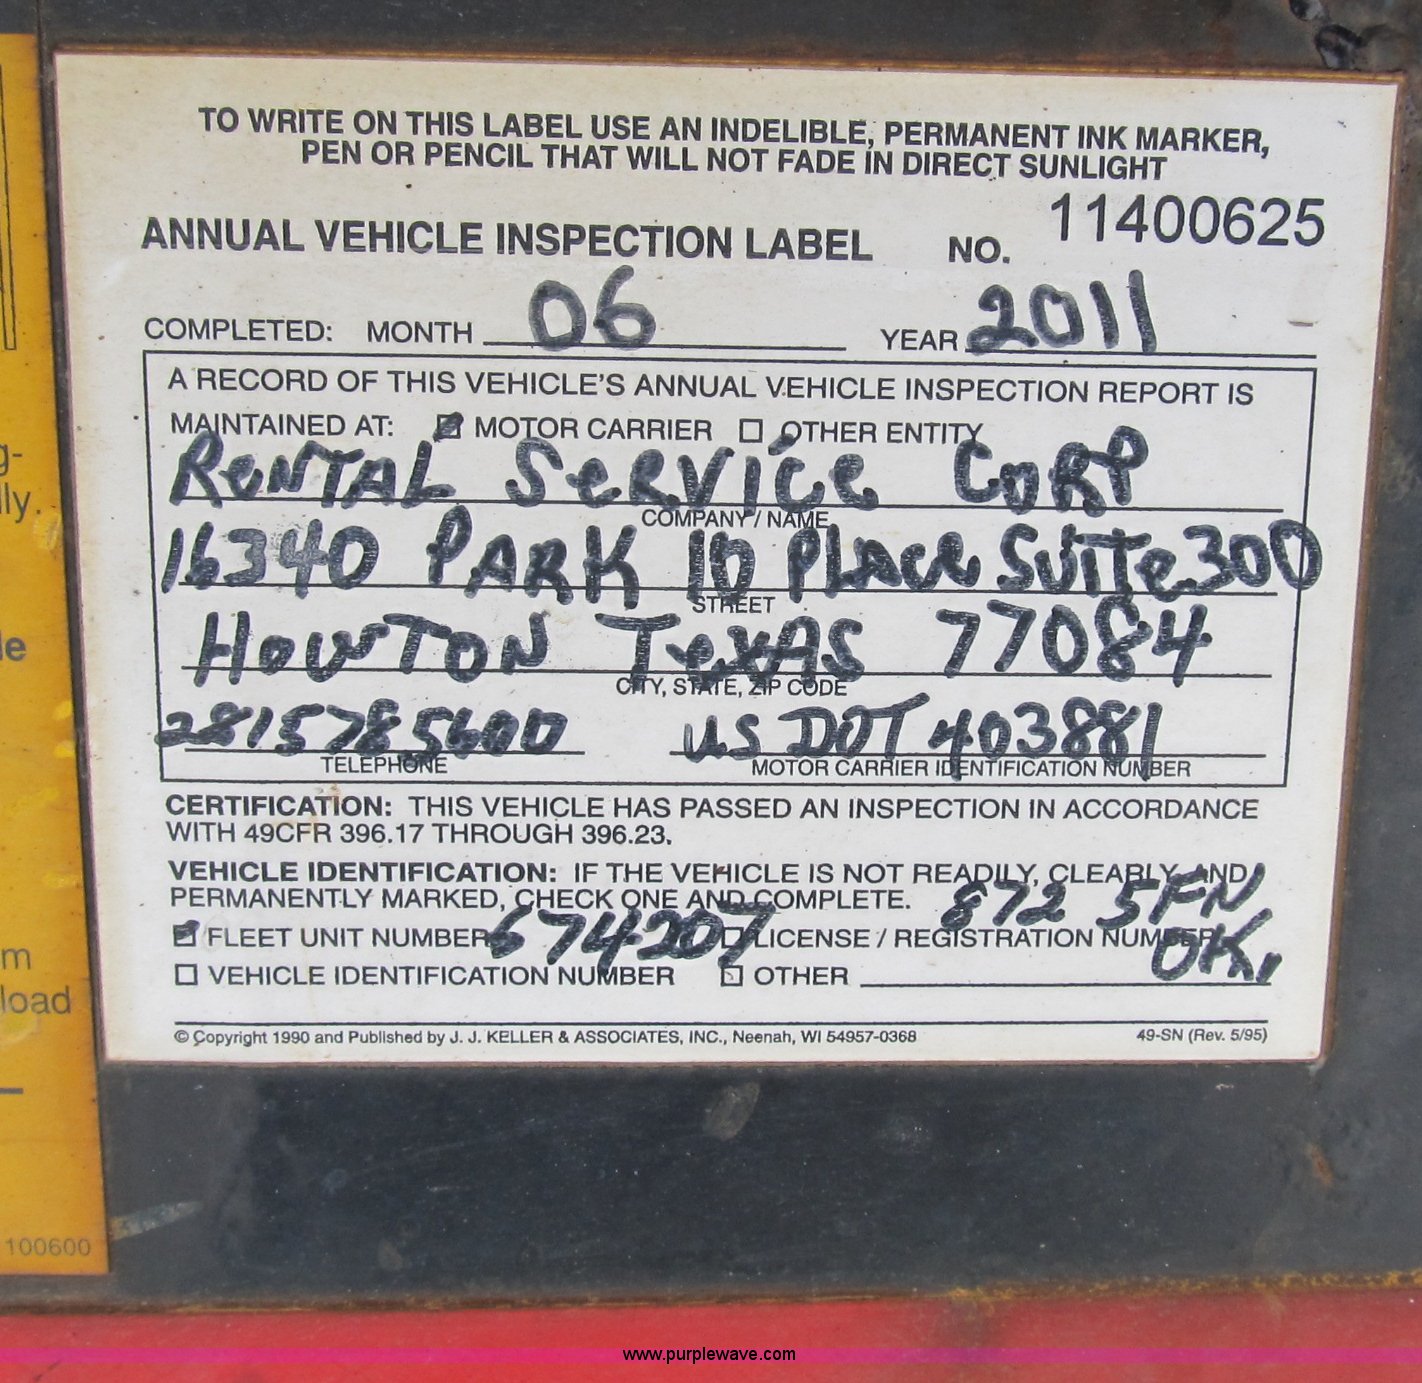 TO WRITE ON THIS LABEL USE AN INDELIBLE, PERMANENT INK MARKER,
PEN OR PENCIL THAT WILL NOT FADE IN DIRECT SUNLIGHT
ANNUAL VEHICLE INSPECTION LABEL NO. 11400625
COMPLETED: MONTH 06 YEAR 2011
A RECORD OF THIS VEHICLE'S ANNUAL VEHICLE INSPECTION REPORT IS
MAINTAINED AT: MOTOR CARRIER OTHER ENTITY
RENTAL SERVICE CORP
COMPANY / NAME
16340 PARK 10 PLACE SUITE 300
STREET
HOUSTON TEXAS 77084
CITY, STATE, ZIP CODE
2815785600 US DOT 403881
TELEPHONE MOTOR CARRIER IDENTIFICATION NUMBER
CERTIFICATION: THIS VEHICLE HAS PASSED AN INSPECTION IN ACCORDANCE
WITH 49CFR 396.17 THROUGH 396.23.
VEHICLE IDENTIFICATION: IF THE VEHICLE IS NOT READILY, CLEARLY, AND
PERMANENTLY MARKED, CHECK ONE AND COMPLETE. 872 5FN
FLEET UNIT NUMBER 674207 LICENSE / REGISTRATION NUMBER OK.
VEHICLE IDENTIFICATION NUMBER OTHER
© Copyright 1990 and Published by J. J. KELLER & ASSOCIATES, INC., Neenah, WI 54957-0368 49-SN (Rev. 5/95)
g-
lly.
le
m
load
100600
www.purplewave.com